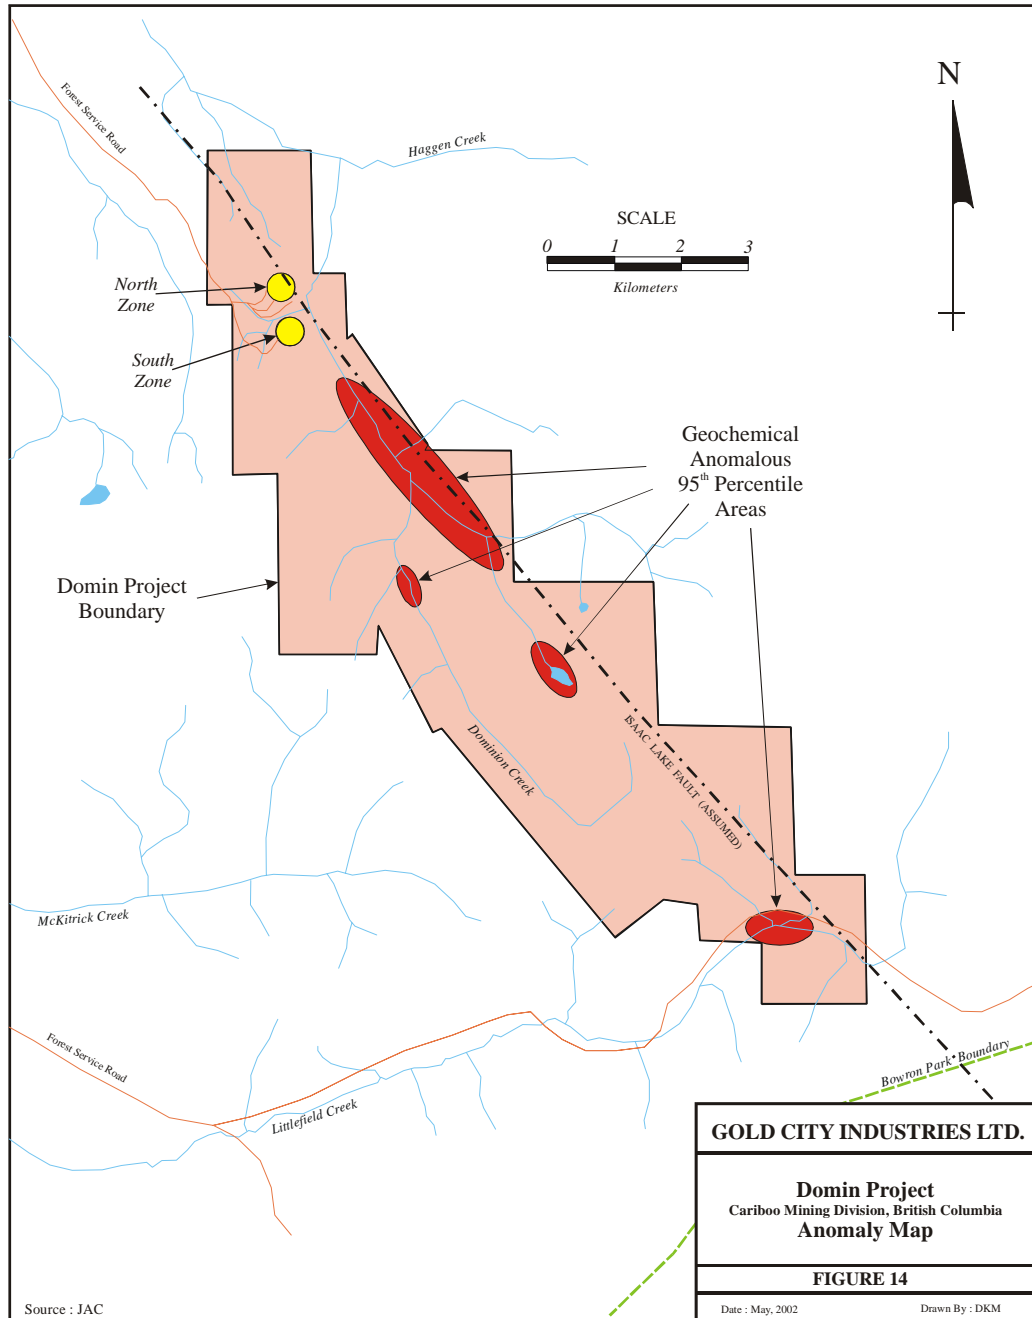 Forest Service Road
Haggen Creek
N
SCALE
0 1 2 3
Kilometers
North
Zone
South
Zone
Geochemical
Anomalous
95th Percentile
Areas
Domin Project
Boundary
Dominion Creek
ISAAC LAKE FAULT (ASSUMED)
McKitrick Creek
Forest Service Road
Littlefield Creek
Bowron Park Boundary
GOLD CITY INDUSTRIES LTD.
Domin Project
Cariboo Mining Division, British Columbia
Anomaly Map
FIGURE 14
Source : JAC
Date : May, 2002 Drawn By : DKM